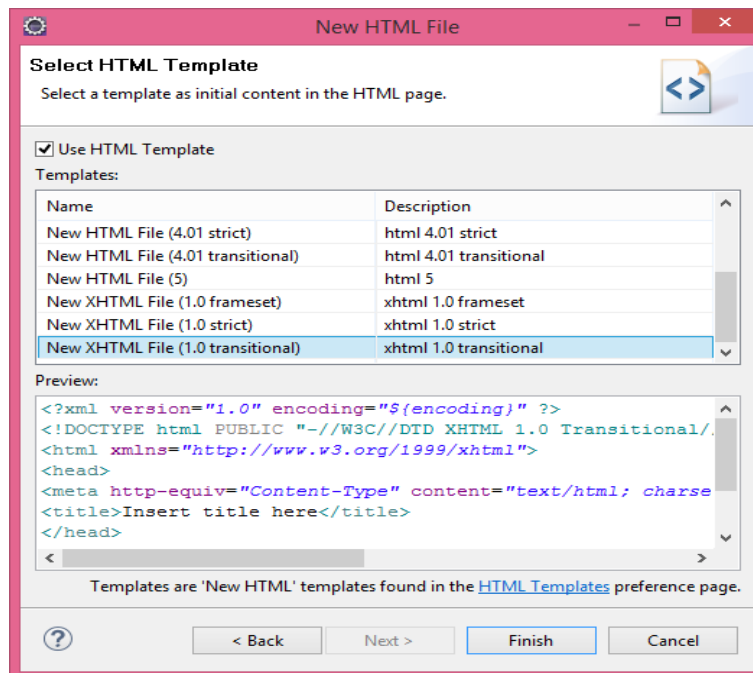 New HTML File
Select HTML Template
Select a template as initial content in the HTML page.
Use HTML Template
Templates:
Name Description
New HTML File (4.01 strict) html 4.01 strict
New HTML File (4.01 transitional) html 4.01 transitional
New HTML File (5) html 5
New XHTML File (1.0 frameset) xhtml 1.0 frameset
New XHTML File (1.0 strict) xhtml 1.0 strict
New XHTML File (1.0 transitional) xhtml 1.0 transitional
Preview:
<?xml version="1.0" encoding="${encoding}" ?>
<!DOCTYPE html PUBLIC "-//W3C//DTD XHTML 1.0 Transitional/
<html xmlns="http://www.w3.org/1999/xhtml">
<head>
<meta http-equiv="Content-Type" content="text/html; charse
<title>Insert title here</title>
</head>
Templates are 'New HTML' templates found in the HTML Templates preference page.
? < Back Next > Finish Cancel